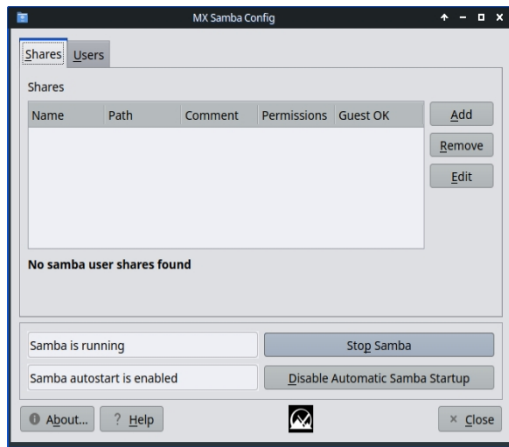 MX Samba Config
Shares Users
Shares
Name Path Comment Permissions Guest OK
Add
Remove
Edit
No samba user shares found
Samba is running Stop Samba
Samba autostart is enabled Disable Automatic Samba Startup
About... Help Close